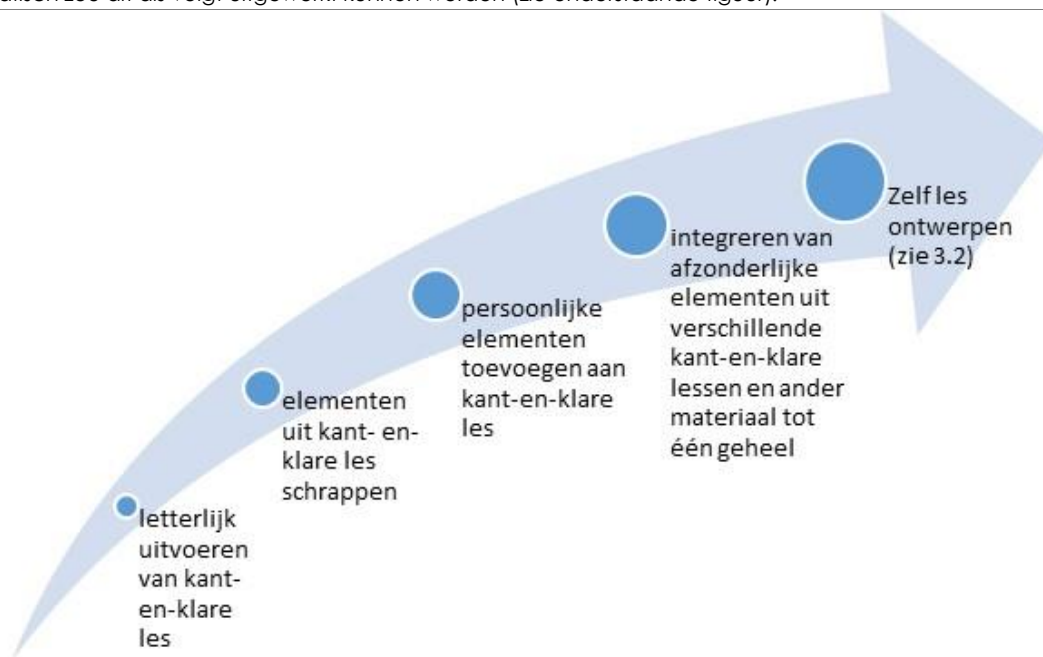 letterlijk
uitvoeren
van kant-
en-klare
les
elementen
uit kant- en-
klare les
schrappen
persoonlijke
elementen
toevoegen aan
kant-en-klare
les
integreren van
afzonderlijke
elementen uit
verschillende
kant-en-klare
lessen en ander
materiaal tot
één geheel
Zelf les
ontwerpen
(zie 3.2)